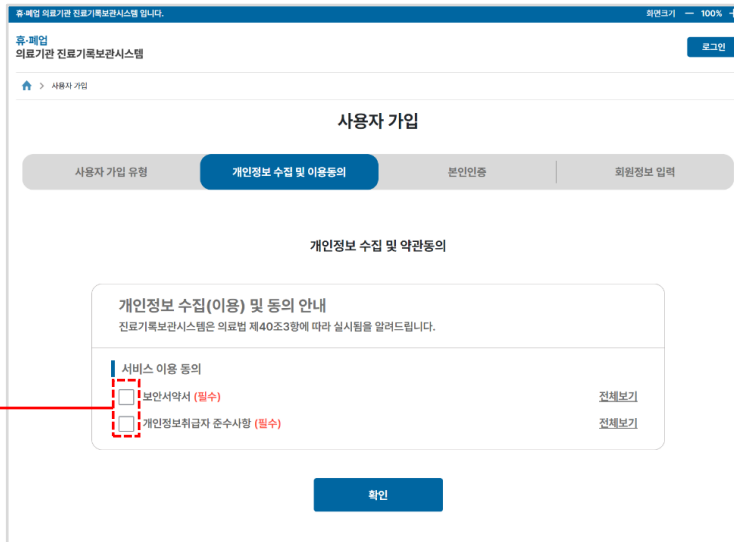 휴·폐업 의료기관 진료기록보관시스템 입니다.
화면크기 — 100% +
휴·폐업
의료기관 진료기록보관시스템
로그인
> 사용자 가입
사용자 가입
사용자 가입 유형
개인정보 수집 및 이용동의
본인인증
회원정보 입력
개인정보 수집 및 약관동의
개인정보 수집(이용) 및 동의 안내
진료기록보관시스템은 의료법 제40조3항에 따라 실시됨을 알려드립니다.
서비스 이용 동의
보안서약서 (필수) 전체보기
개인정보취급자 준수사항 (필수) 전체보기
확인